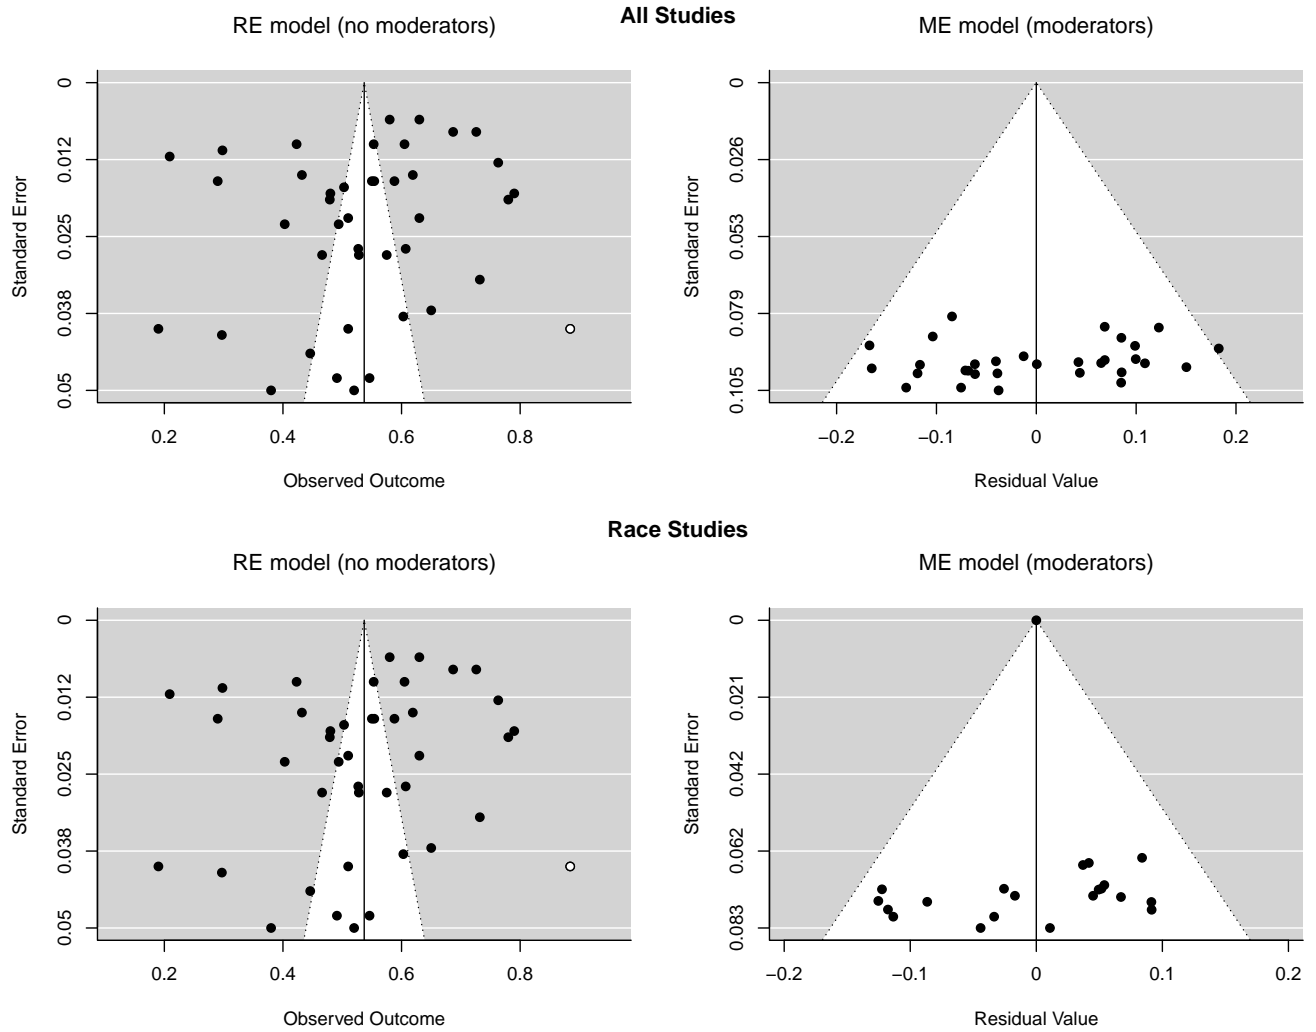 All Studies
RE model (no moderators)
ME model (moderators)
Standard Error
0
0.012
0.025
0.038
0.05
0.2
0.4
0.6
0.8
Observed Outcome
Standard Error
0
0.026
0.053
0.079
0.105
−0.2
−0.1
0
0.1
0.2
Residual Value
Race Studies
RE model (no moderators)
ME model (moderators)
Standard Error
0
0.012
0.025
0.038
0.05
0.2
0.4
0.6
0.8
Observed Outcome
Standard Error
0
0.021
0.042
0.062
0.083
−0.2
−0.1
0
0.1
0.2
Residual Value